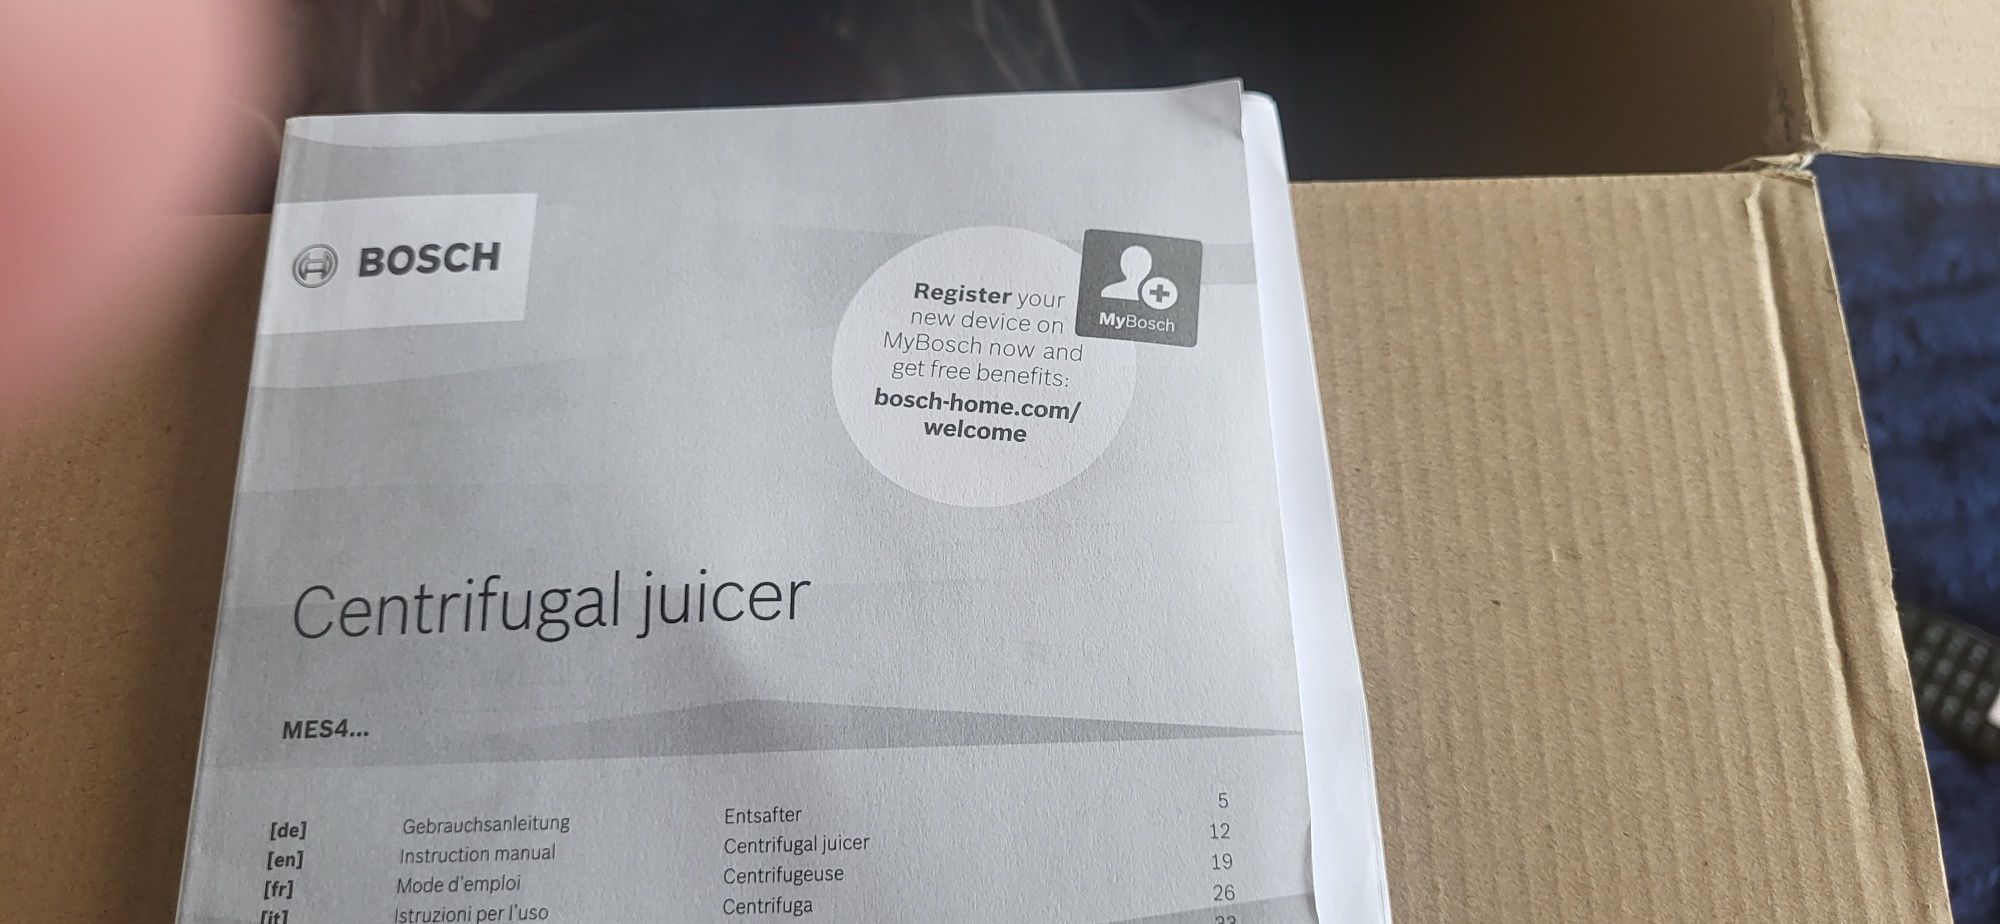 BOSCH
Register your
new device on
MyBosch now and
get free benefits:
bosch-home.com/
welcome
MyBosch
Centrifugal juicer
MES4...
[de] Gebrauchsanleitung Entsafter 5
[en] Instruction manual Centrifugal juicer 12
[fr] Mode d'emploi Centrifugeuse 19
[it] Istruzioni per l'uso Centrifuga 26